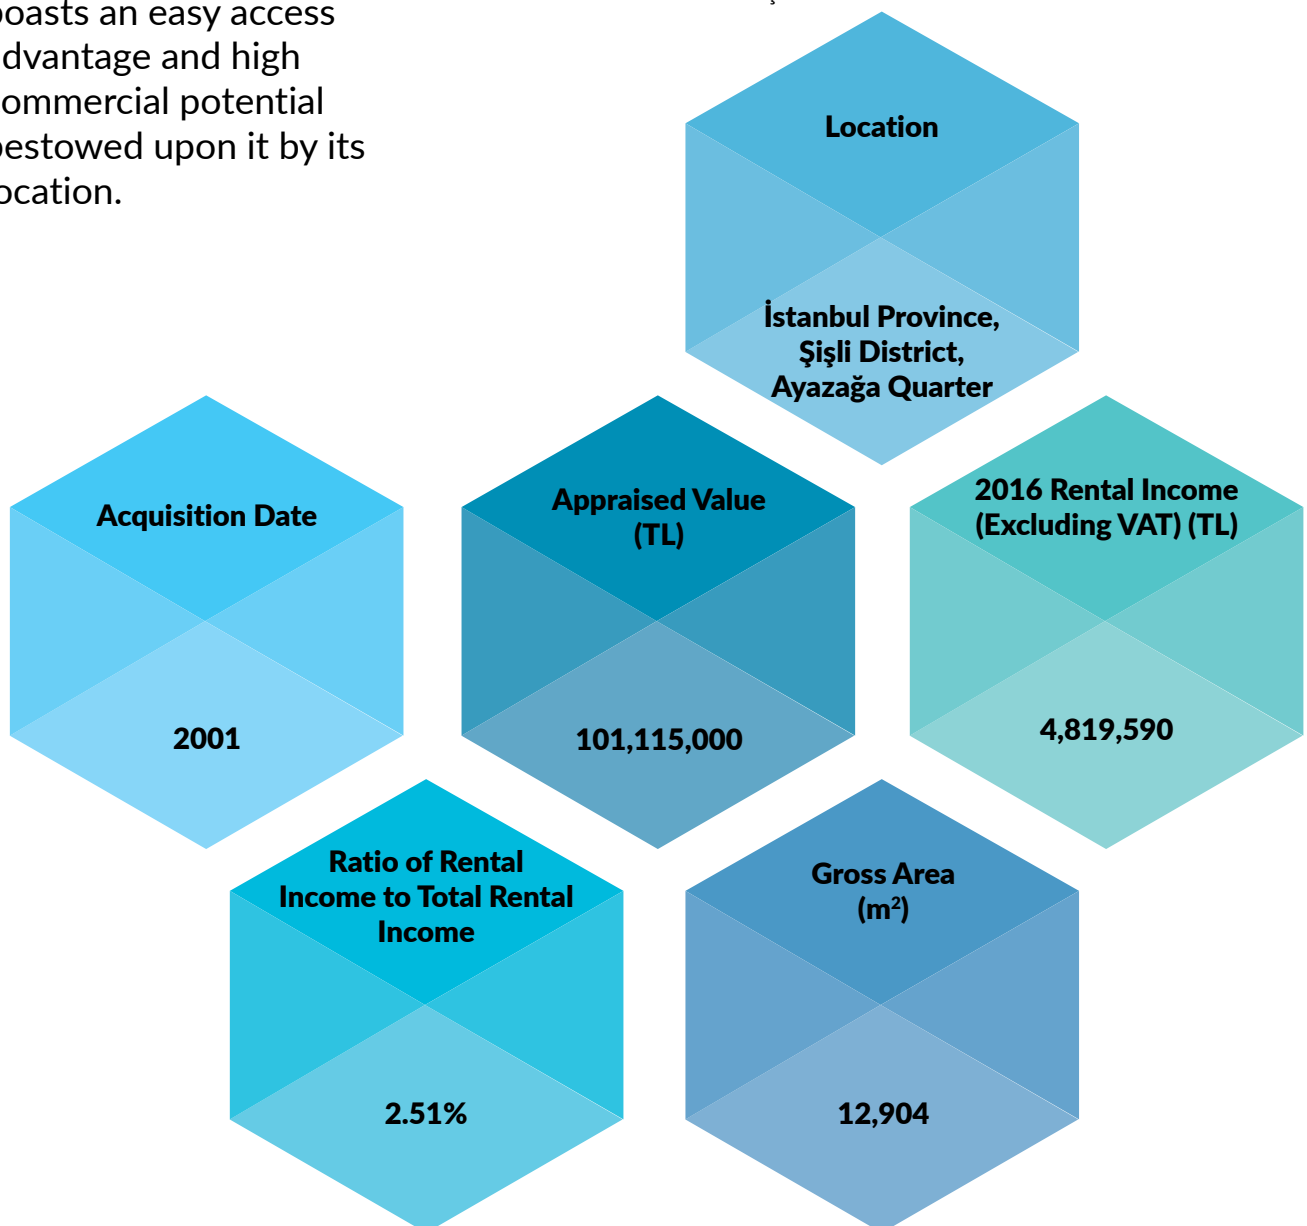 oasts an easy access
dvantage and high
ommercial potential
estowed upon it by its
ocation.
Location
İstanbul Province,
Şişli District,
Ayazağa Quarter
Acquisition Date
2001
Appraised Value
(TL)
101,115,000
2016 Rental Income
(Excluding VAT) (TL)
4,819,590
Ratio of Rental
Income to Total Rental
Income
2.51%
Gross Area
(m²)
12,904